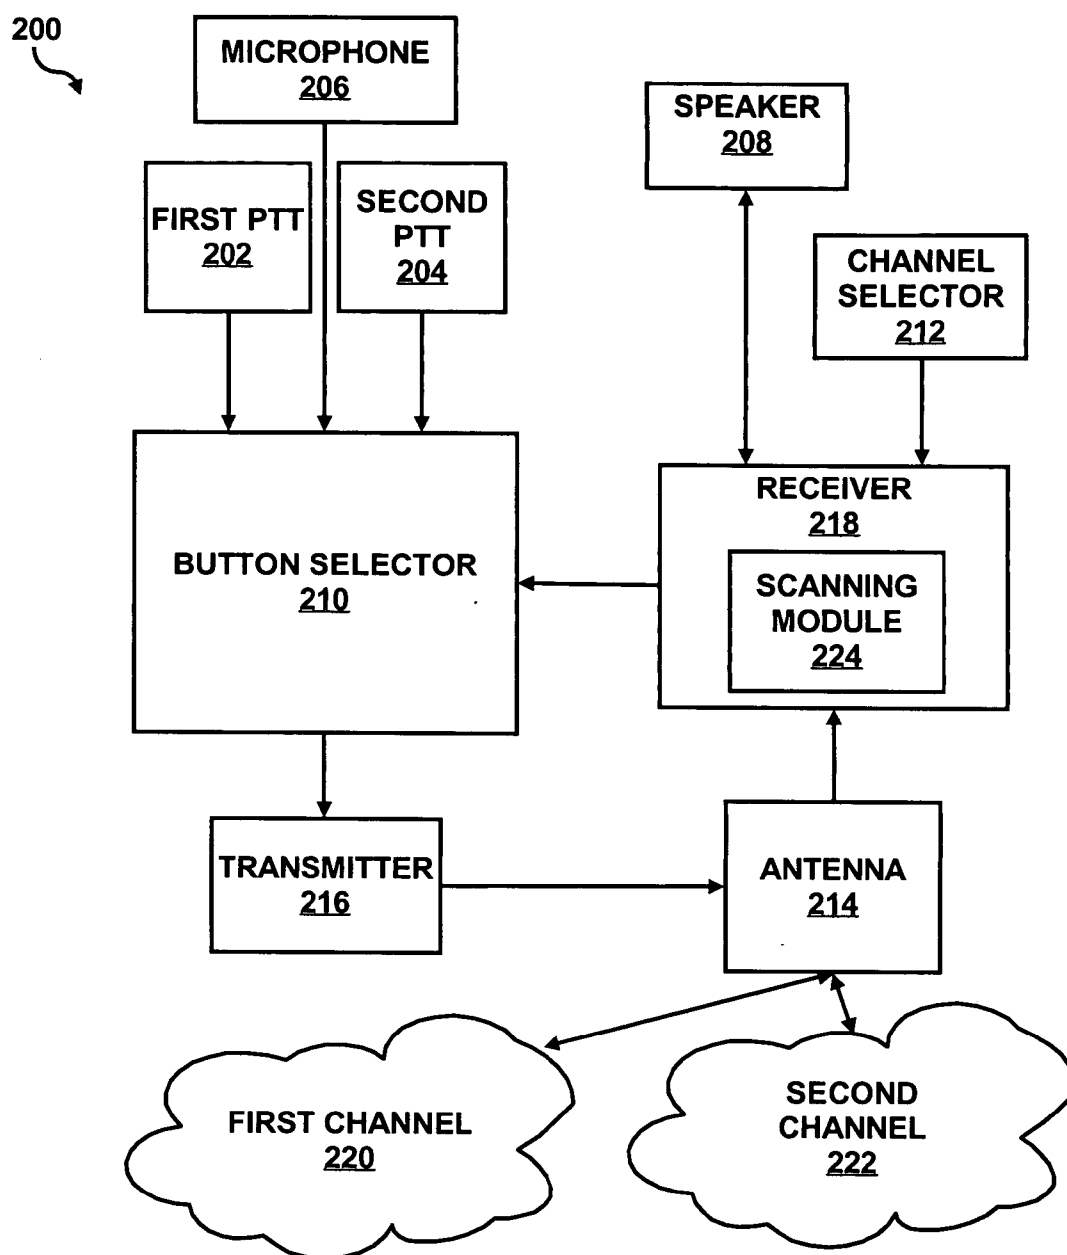 200
MICROPHONE
206
SPEAKER
208
FIRST PTT
202
SECOND
PTT
204
CHANNEL
SELECTOR
212
RECEIVER
218
BUTTON SELECTOR
210
SCANNING
MODULE
224
TRANSMITTER
216
ANTENNA
214
FIRST CHANNEL
220
SECOND
CHANNEL
222